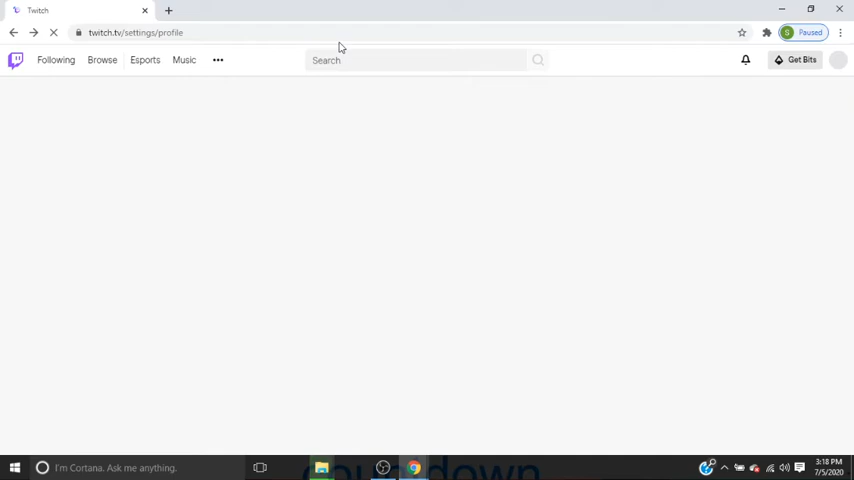 Twitch
twitch.tv/settings/profile
S Paused
Following Browse Esports Music Search Get Bits
I'm Cortana. Ask me anything.
countdown
3:18 PM
7/5/2020